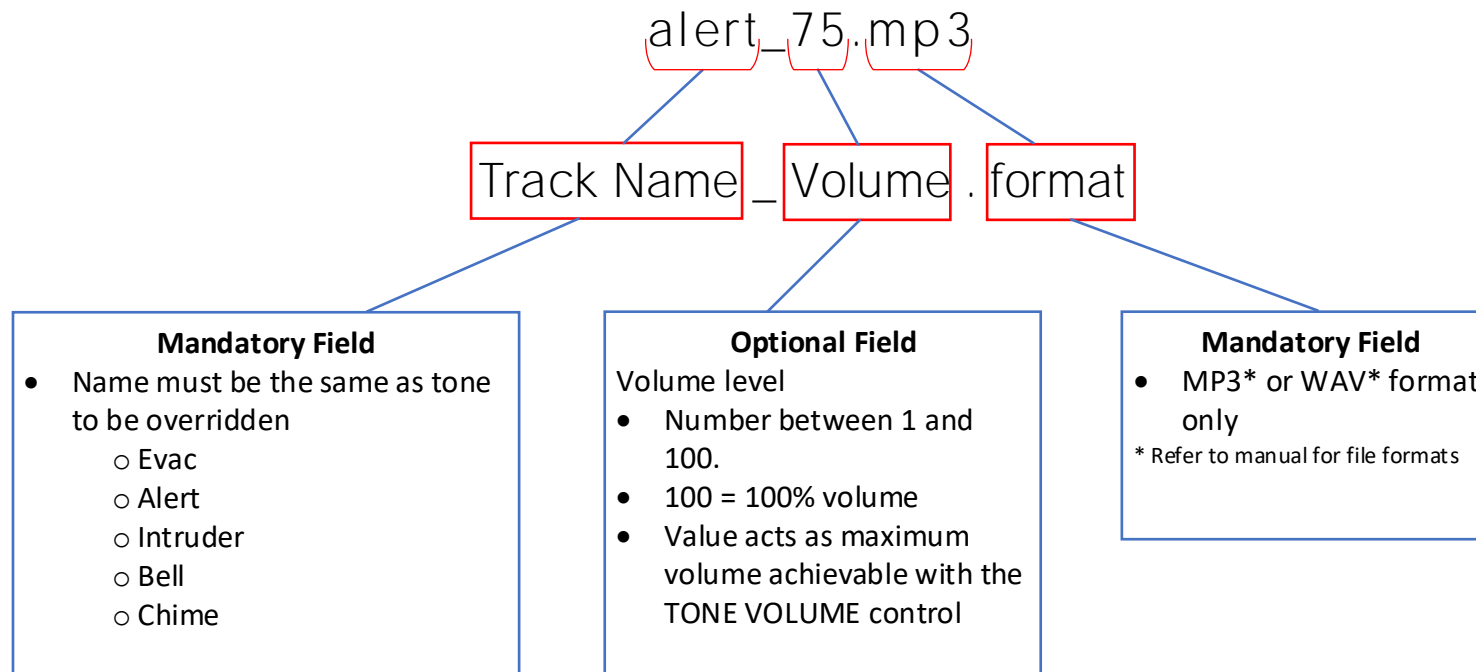 alert_75.mp3
Track Name_Volume.format
Mandatory Field
• Name must be the same as tone
to be overridden
o Evac
o Alert
o Intruder
o Bell
o Chime
Optional Field
Volume level
• Number between 1 and
100.
• 100 = 100% volume
• Value acts as maximum
volume achievable with the
TONE VOLUME control
Mandatory Field
• MP3* or WAV* format
only
* Refer to manual for file formats